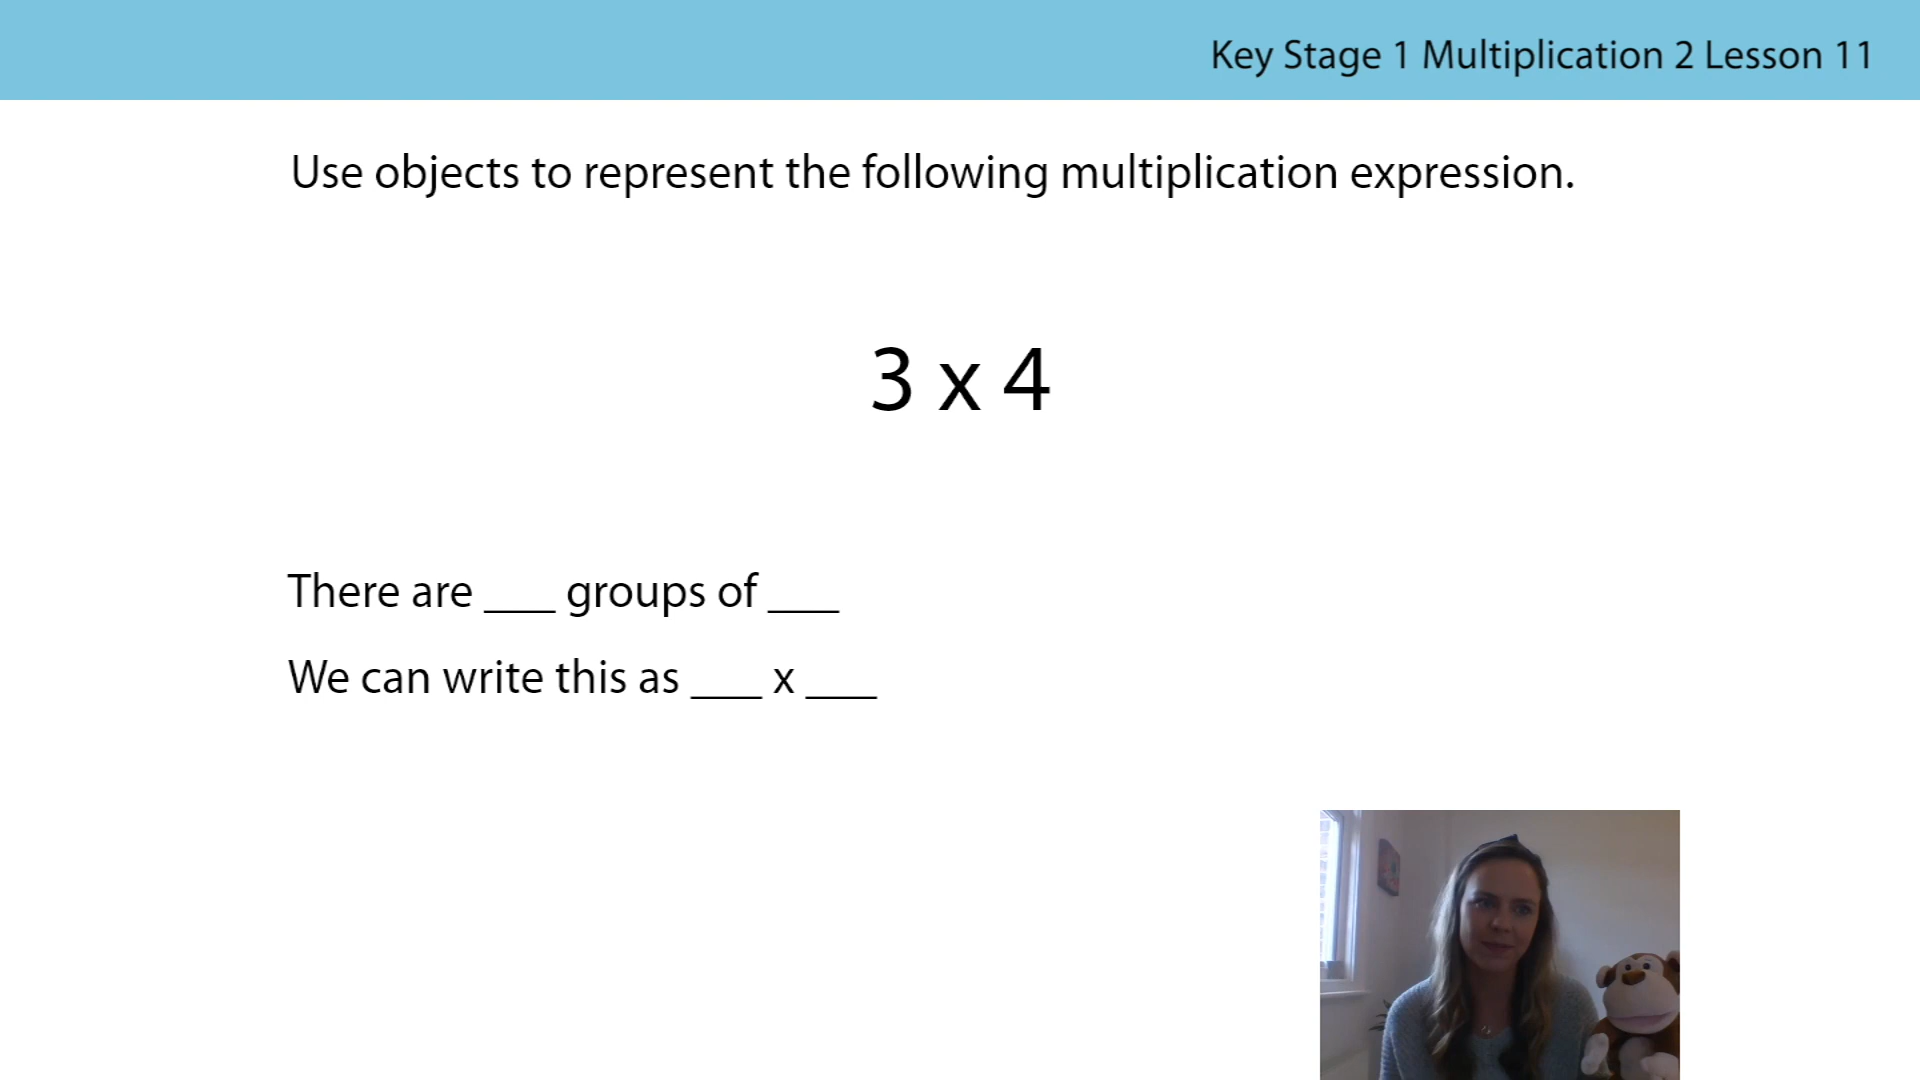 Key Stage 1 Multiplication 2 Lesson 11
Use objects to represent the following multiplication expression.
3 x 4
There are ___ groups of ___
We can write this as ___ x ___